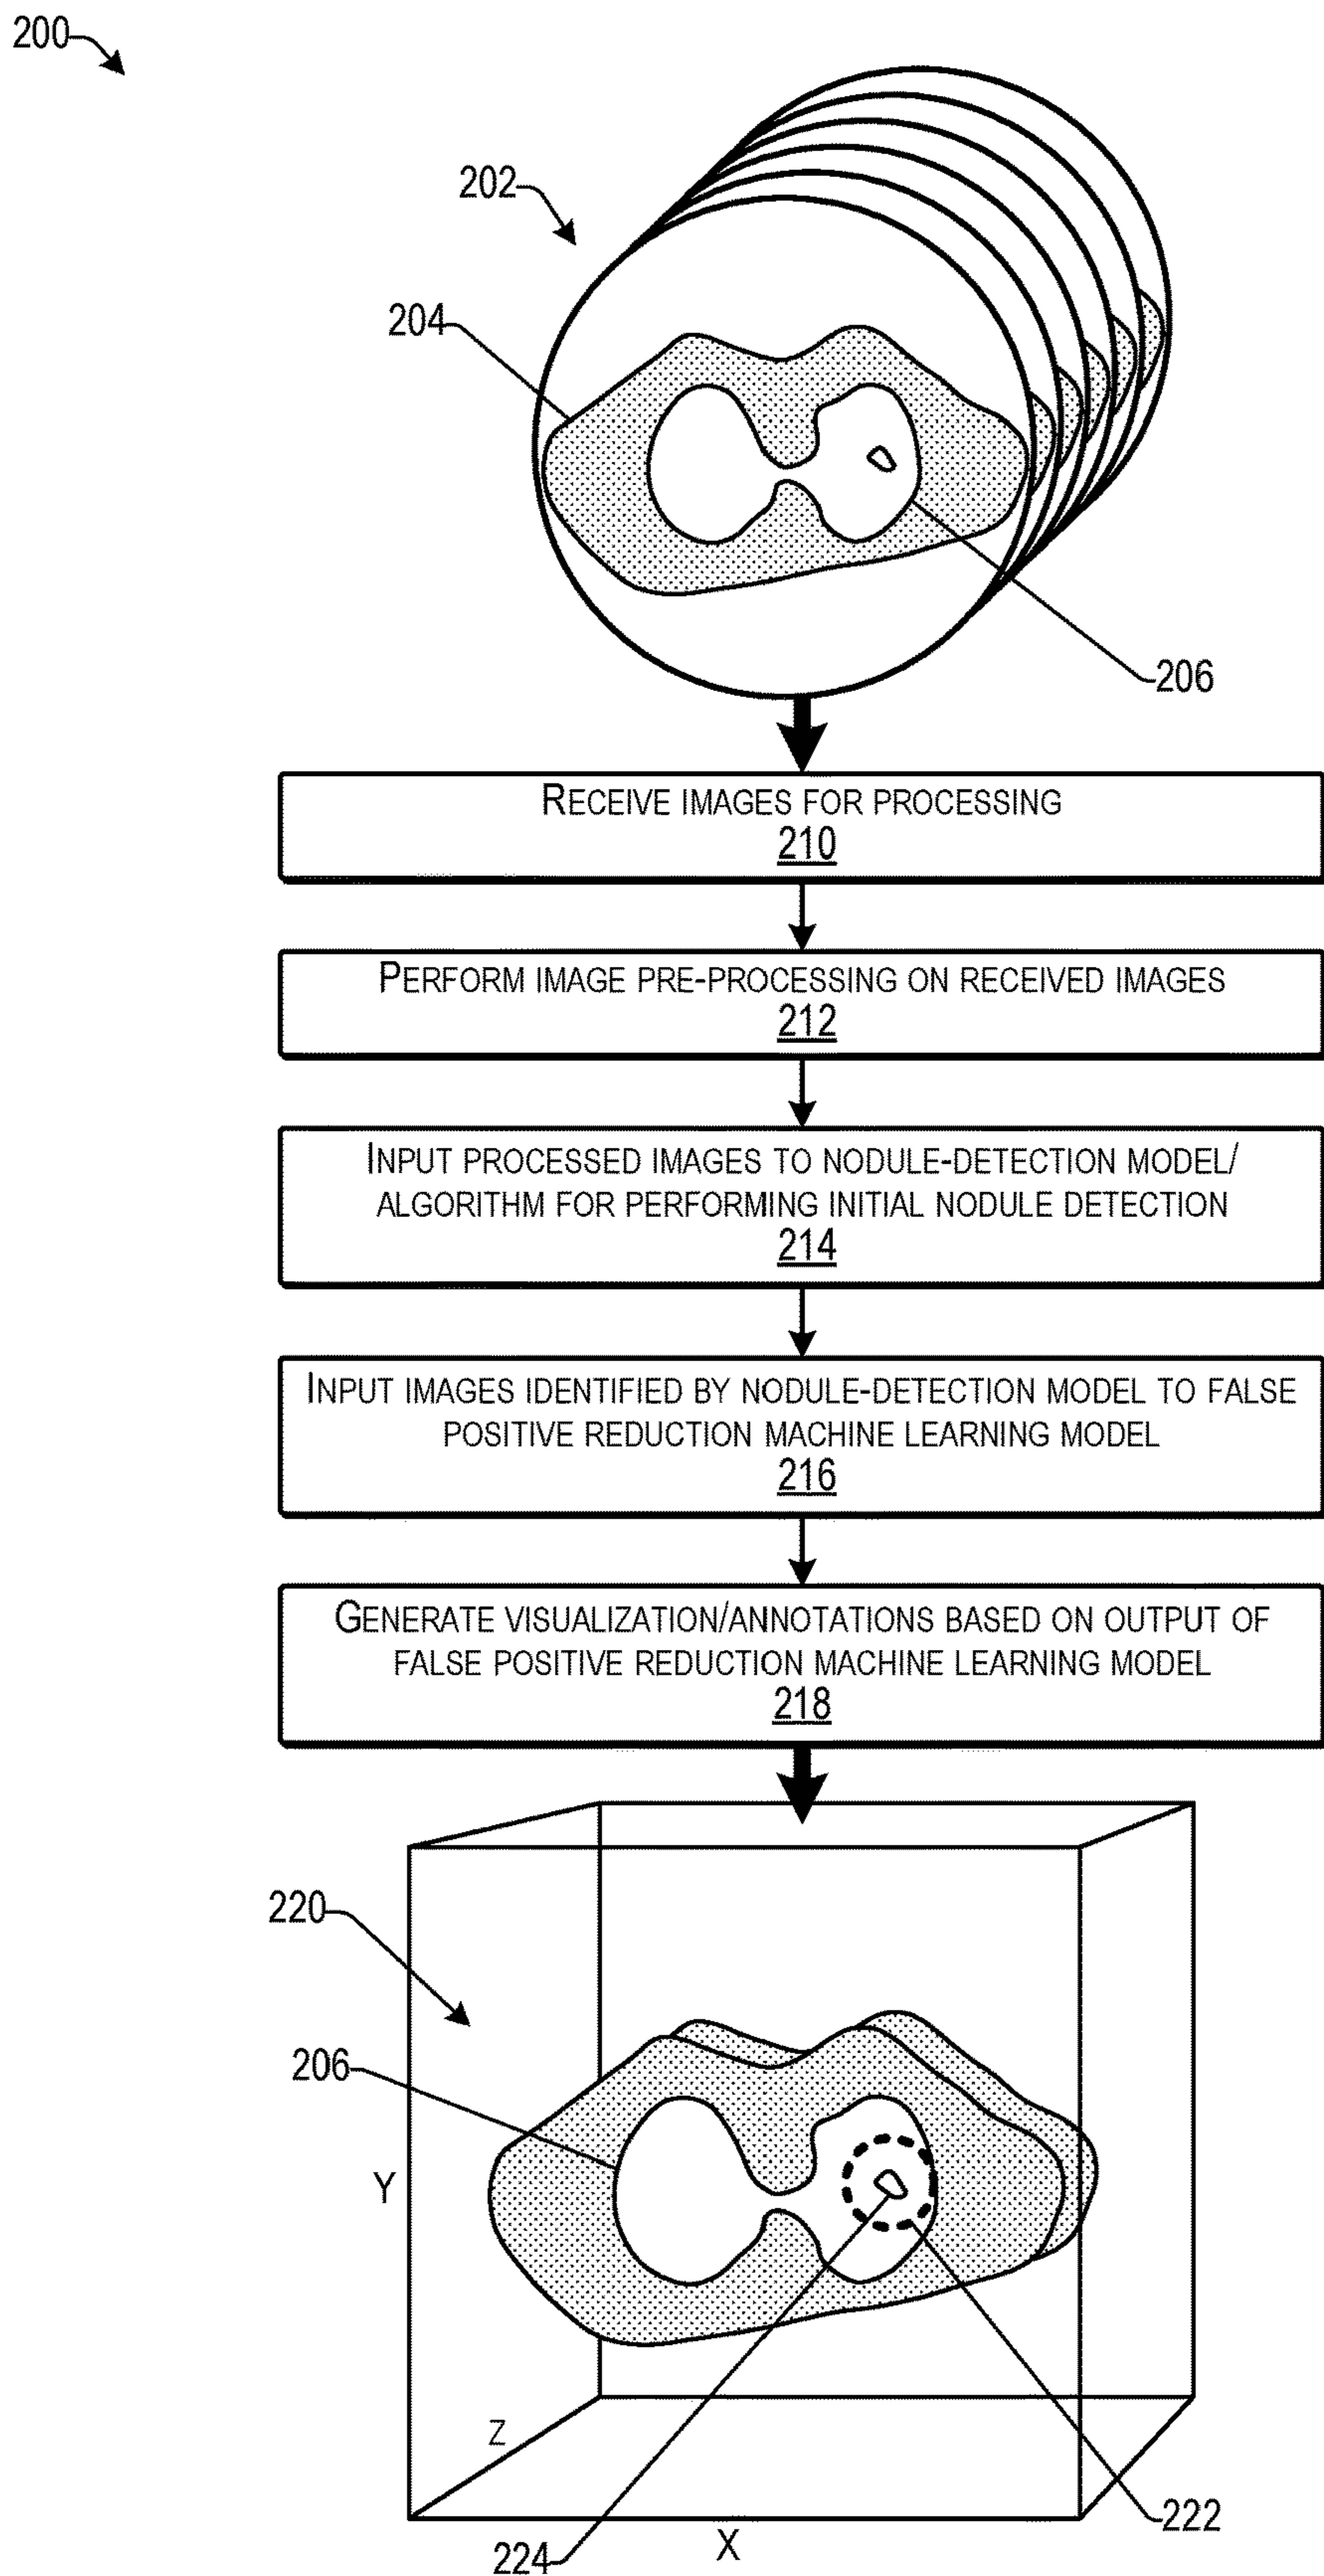 200
202
204
206
RECEIVE IMAGES FOR PROCESSING
210
PERFORM IMAGE PRE-PROCESSING ON RECEIVED IMAGES
212
INPUT PROCESSED IMAGES TO NODULE-DETECTION MODEL/
ALGORITHM FOR PERFORMING INITIAL NODULE DETECTION
214
INPUT IMAGES IDENTIFIED BY NODULE-DETECTION MODEL TO FALSE
POSITIVE REDUCTION MACHINE LEARNING MODEL
216
GENERATE VISUALIZATION/ANNOTATIONS BASED ON OUTPUT OF
FALSE POSITIVE REDUCTION MACHINE LEARNING MODEL
218
220
206
Y
Z
X
224
222